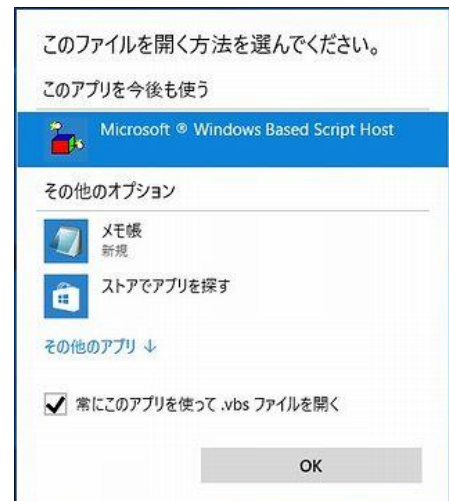 このファイルを開く方法を選んでください。
このアプリを今後も使う
Microsoft ® Windows Based Script Host
その他のオプション
メモ帳
新規
ストアでアプリを探す
その他のアプリ ↓
常にこのアプリを使って .vbs ファイルを開く
OK